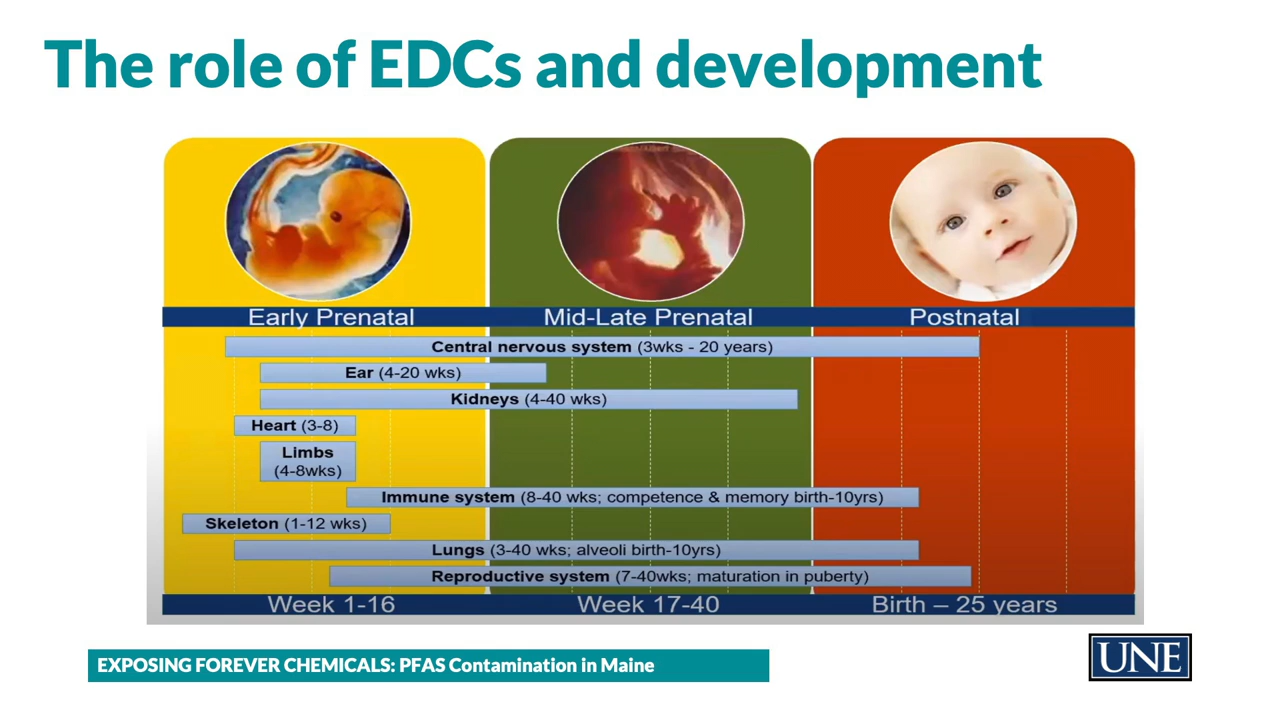 The role of EDCs and development
Early Prenatal
Mid-Late Prenatal
Postnatal
Central nervous system (3wks - 20 years)
Ear (4-20 wks)
Kidneys (4-40 wks)
Heart (3-8)
Limbs
(4-8wks)
Immune system (8-40 wks; competence & memory birth-10yrs)
Skeleton (1-12 wks)
Lungs (3-40 wks; alveoli birth-10yrs)
Reproductive system (7-40wks; maturation in puberty)
Week 1-16
Week 17-40
Birth – 25 years
EXPOSING FOREVER CHEMICALS: PFAS Contamination in Maine
UNE